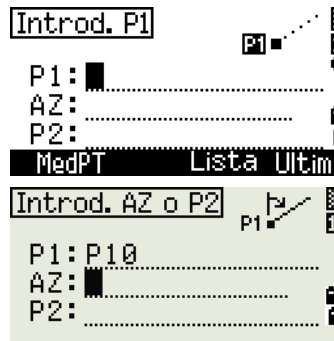 Introd. P1
P1
P1:
AZ:
P2:
MedPT Lista Ultim
Introd. AZ o P2
P1
P1: P10
AZ:
P2: